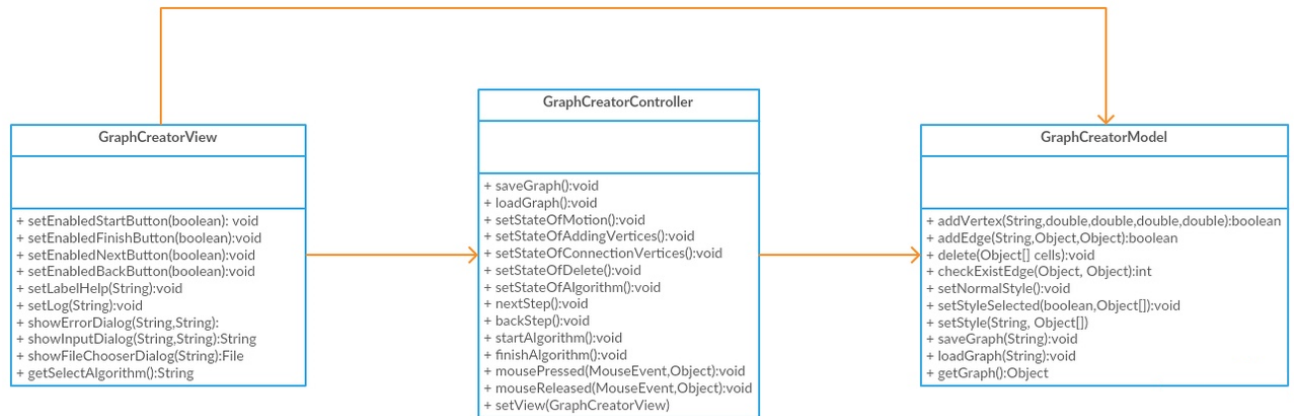 GraphCreatorView
+ setEnabledStartButton(boolean): void
+ setEnabledFinishButton(boolean):void
+ setEnabledNextButton(boolean):void
+ setEnabledBackButton(boolean):void
+ setLabelHelp(String):void
+ setLog(String):void
+ showErrorDialog(String,String):
+ showInputDialog(String,String):String
+ showFileChooserDialog(String):File
+ getSelectAlgorithm():String
GraphCreatorController
+ saveGraph():void
+ loadGraph():void
+ setStateOfMotion():void
+ setStateOfAddingVertices():void
+ setStateOfConnectionVertices():void
+ setStateOfDelete():void
+ setStateOfAlgorithm():void
+ nextStep():void
+ backStep():void
+ startAlgorithm():void
+ finishAlgorithm():void
+ mousePressed(MouseEvent,Object):void
+ mouseReleased(MouseEvent,Object):void
+ setView(GraphCreatorView)
GraphCreatorModel
+ addVertex(String,double,double,double,double):boolean
+ addEdge(String,Object,Object):boolean
+ delete(Object[] cells):void
+ checkExistEdge(Object, Object):int
+ setNormalStyle():void
+ setStyleSelected(boolean,Object[]):void
+ setStyle(String, Object[])
+ saveGraph(String):void
+ loadGraph(String):void
+ getGraph():Object